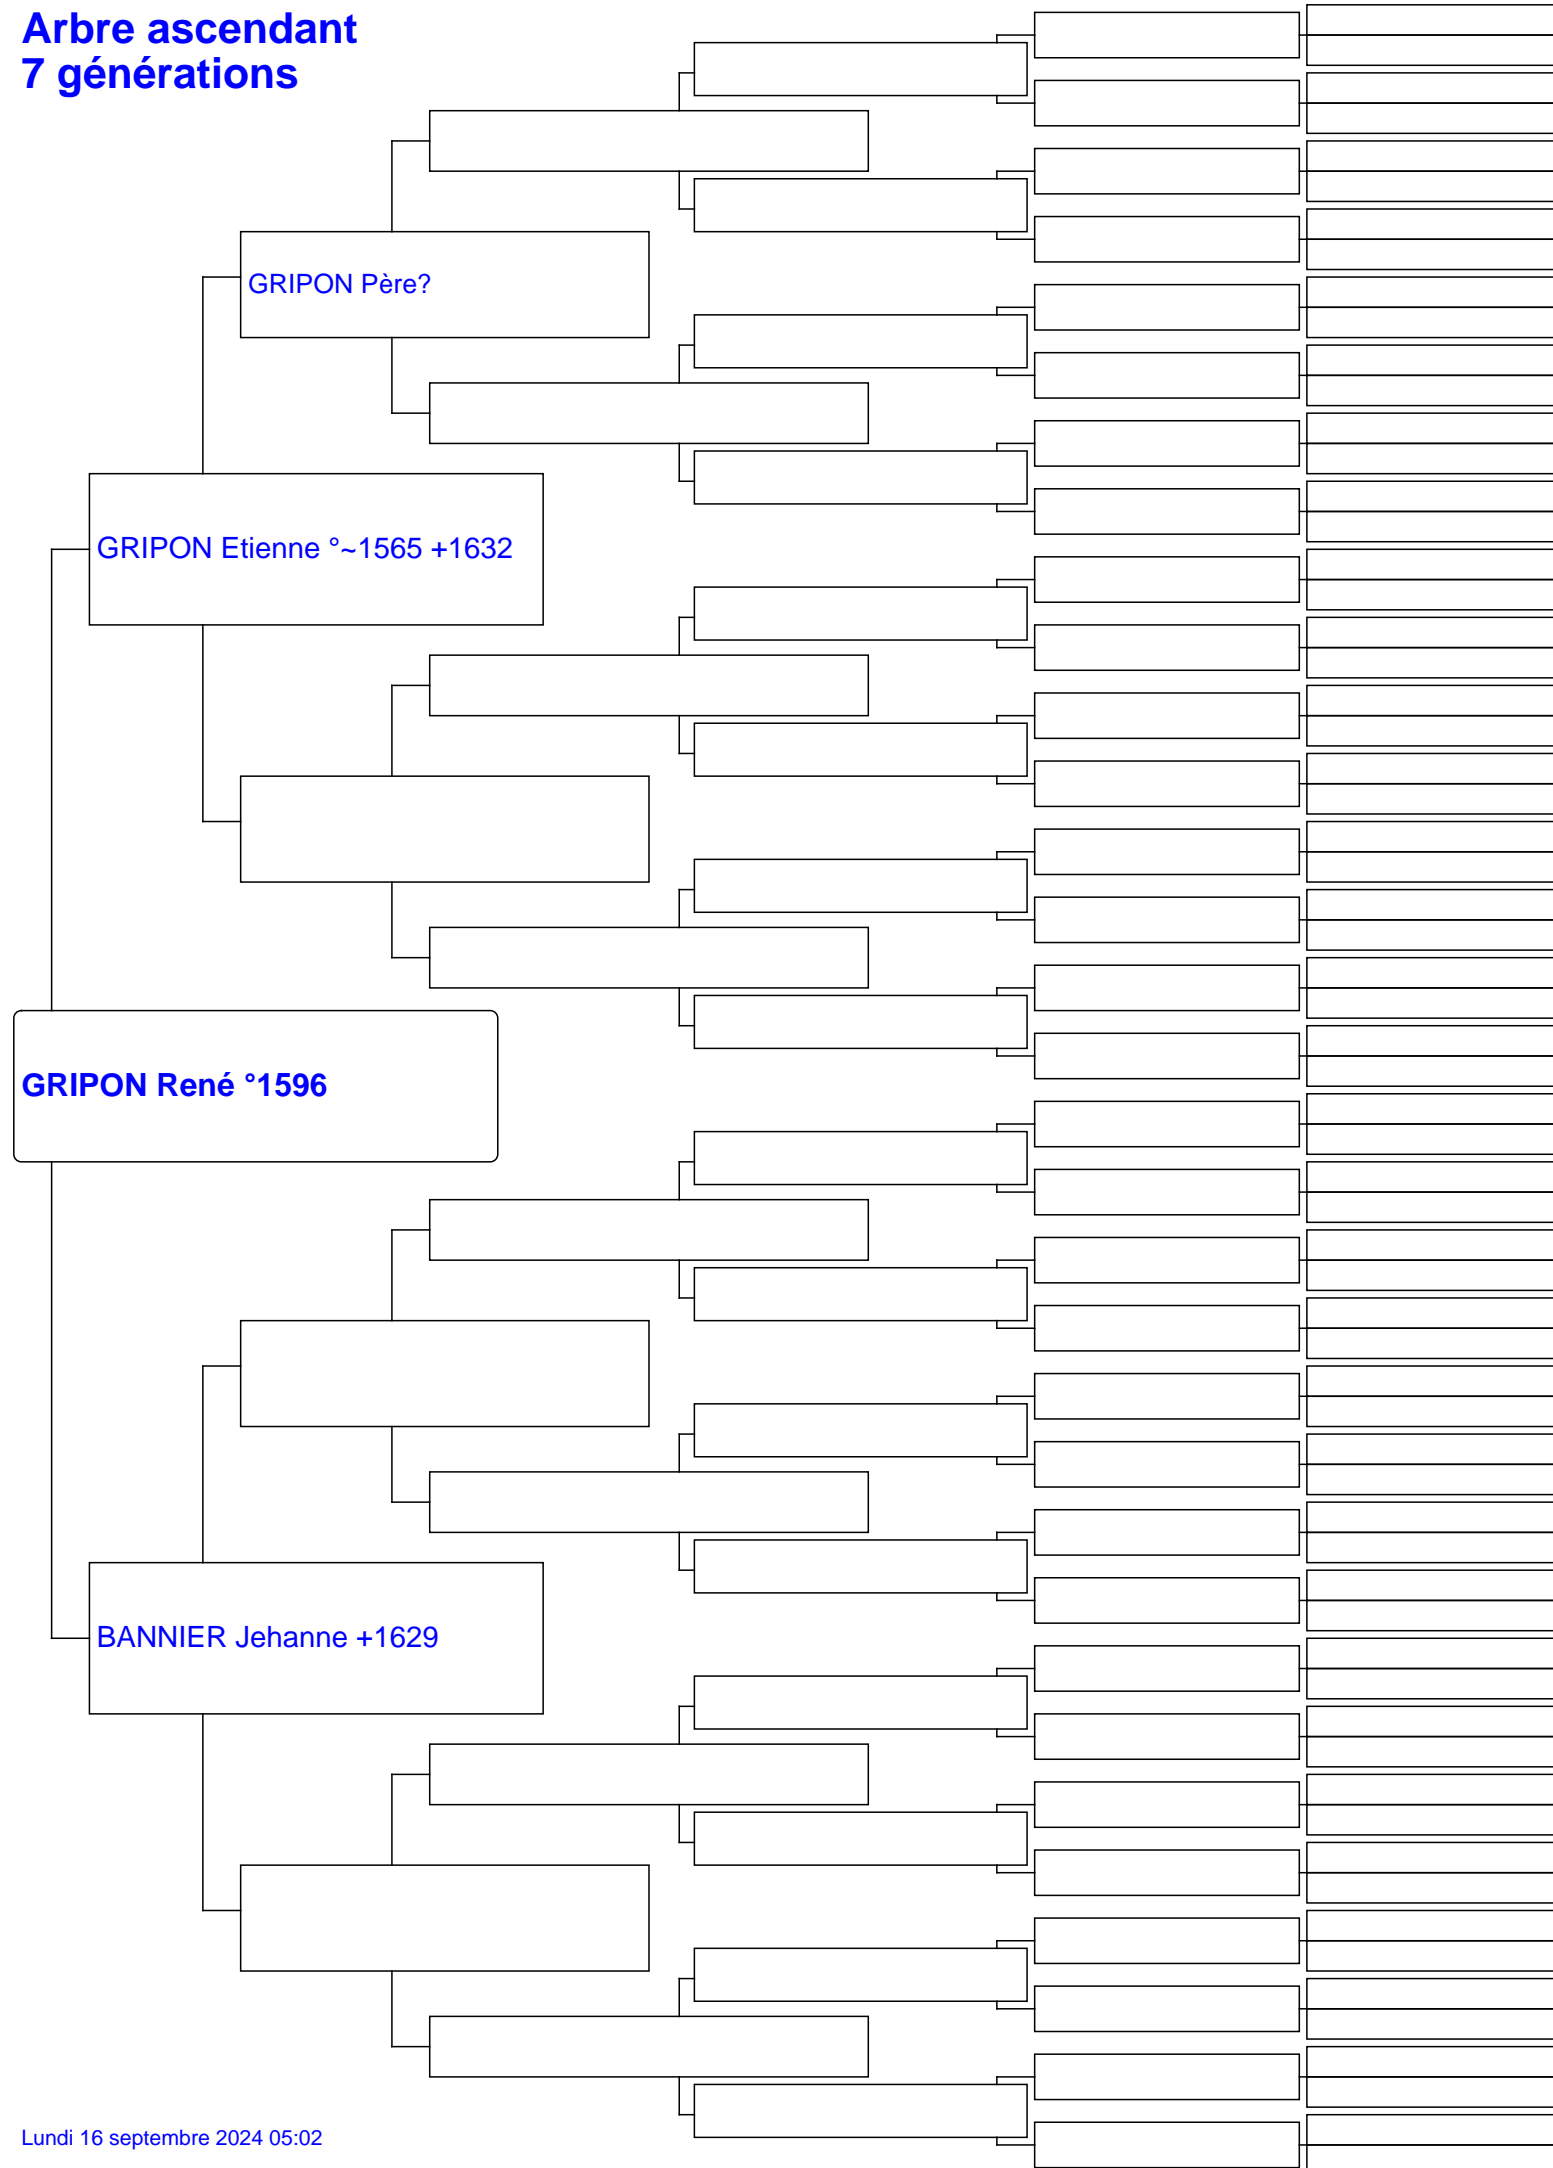 Arbre ascendant
7 générations
GRIPON Père?
GRIPON Etienne °~1565 +1632
GRIPON René °1596
BANNIER Jehanne +1629
Lundi 16 septembre 2024 05:02